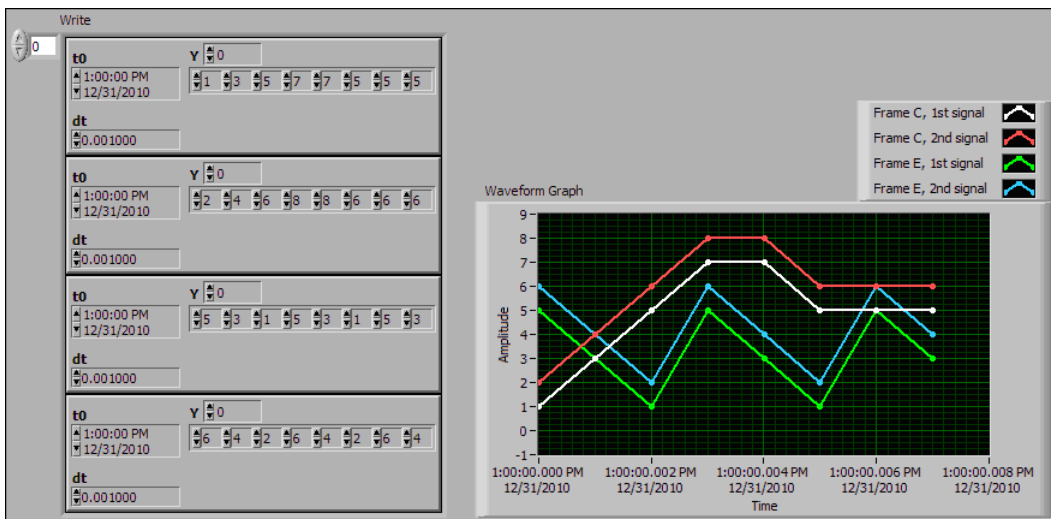 Write
0
t0
Y 0
1:00:00 PM
12/31/2010
1 3 5 7 7 5 5 5
dt
0.001000
t0
Y 0
1:00:00 PM
12/31/2010
2 4 6 8 8 6 6 6
dt
0.001000
t0
Y 0
1:00:00 PM
12/31/2010
5 3 1 5 3 1 5 3
dt
0.001000
t0
Y 0
1:00:00 PM
12/31/2010
6 4 2 6 4 2 6 4
dt
0.001000
Frame C, 1st signal
Frame C, 2nd signal
Frame E, 1st signal
Frame E, 2nd signal
Waveform Graph
Amplitude
9
8
7
6
5
4
3
2
1
0
-1
1:00:00.000 PM 1:00:00.002 PM 1:00:00.004 PM 1:00:00.006 PM 1:00:00.008 PM
12/31/2010 12/31/2010 12/31/2010 12/31/2010 12/31/2010
Time